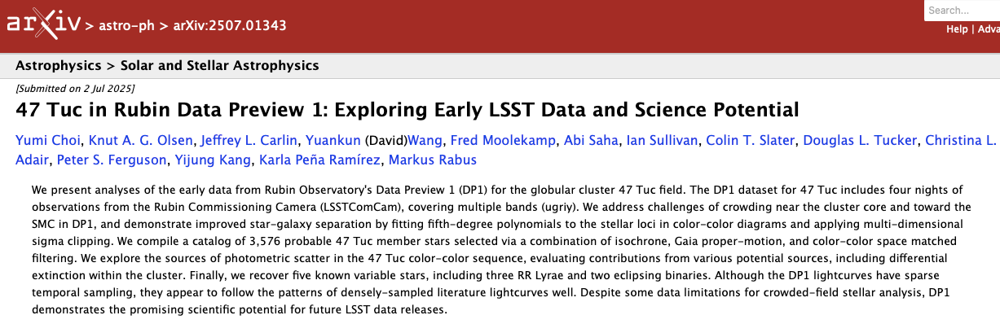 arXiv > astro-ph > arXiv:2507.01343
Search...
Help | Adva
Astrophysics > Solar and Stellar Astrophysics
[Submitted on 2 Jul 2025]
47 Tuc in Rubin Data Preview 1: Exploring Early LSST Data and Science Potential
Yumi Choi, Knut A. G. Olsen, Jeffrey L. Carlin, Yuankun (David)Wang, Fred Moolekamp, Abi Saha, Ian Sullivan, Colin T. Slater, Douglas L. Tucker, Christina L.
Adair, Peter S. Ferguson, Yijung Kang, Karla Peña Ramírez, Markus Rabus
We present analyses of the early data from Rubin Observatory's Data Preview 1 (DP1) for the globular cluster 47 Tuc field. The DP1 dataset for 47 Tuc includes four nights of
observations from the Rubin Commissioning Camera (LSSTComCam), covering multiple bands (ugriy). We address challenges of crowding near the cluster core and toward the
SMC in DP1, and demonstrate improved star-galaxy separation by fitting fifth-degree polynomials to the stellar loci in color-color diagrams and applying multi-dimensional
sigma clipping. We compile a catalog of 3,576 probable 47 Tuc member stars selected via a combination of isochrone, Gaia proper-motion, and color-color space matched
filtering. We explore the sources of photometric scatter in the 47 Tuc color-color sequence, evaluating contributions from various potential sources, including differential
extinction within the cluster. Finally, we recover five known variable stars, including three RR Lyrae and two eclipsing binaries. Although the DP1 lightcurves have sparse
temporal sampling, they appear to follow the patterns of densely-sampled literature lightcurves well. Despite some data limitations for crowded-field stellar analysis, DP1
demonstrates the promising scientific potential for future LSST data releases.